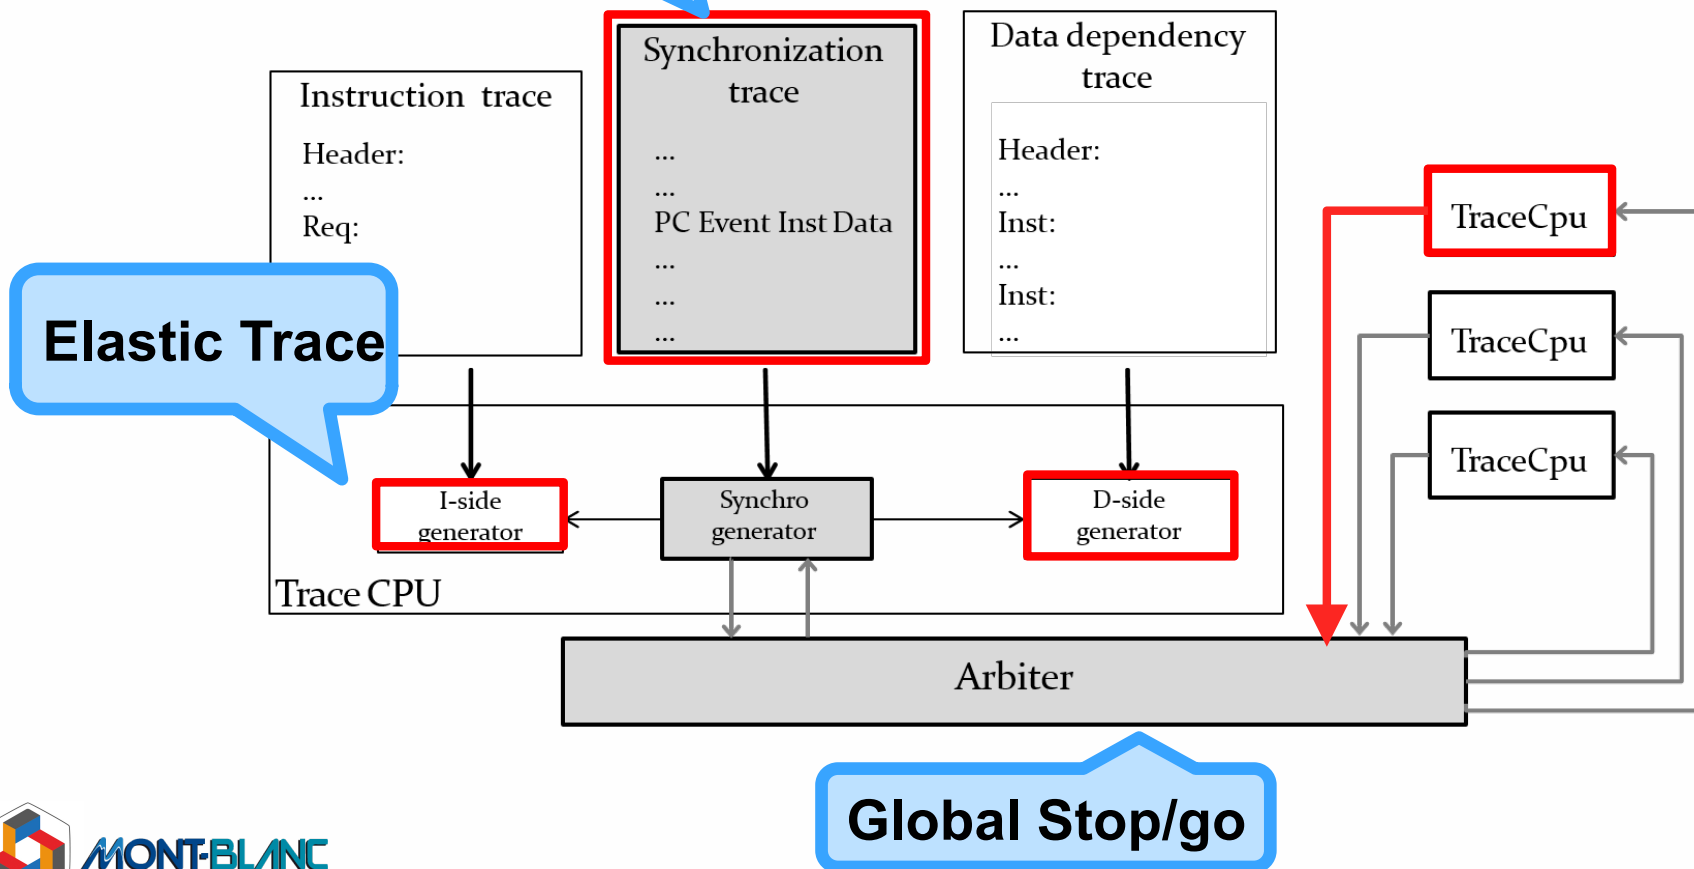 Instruction trace
Header:
...
Req:
Synchronization
trace
...
...
PC Event Inst Data
...
...
...
Data dependency
trace
Header:
...
Inst:
...
Inst:
...
Elastic Trace
I-side
generator
Synchro
generator
D-side
generator
Trace CPU
TraceCpu
TraceCpu
TraceCpu
Arbiter
Global Stop/go
MONT-BLANC